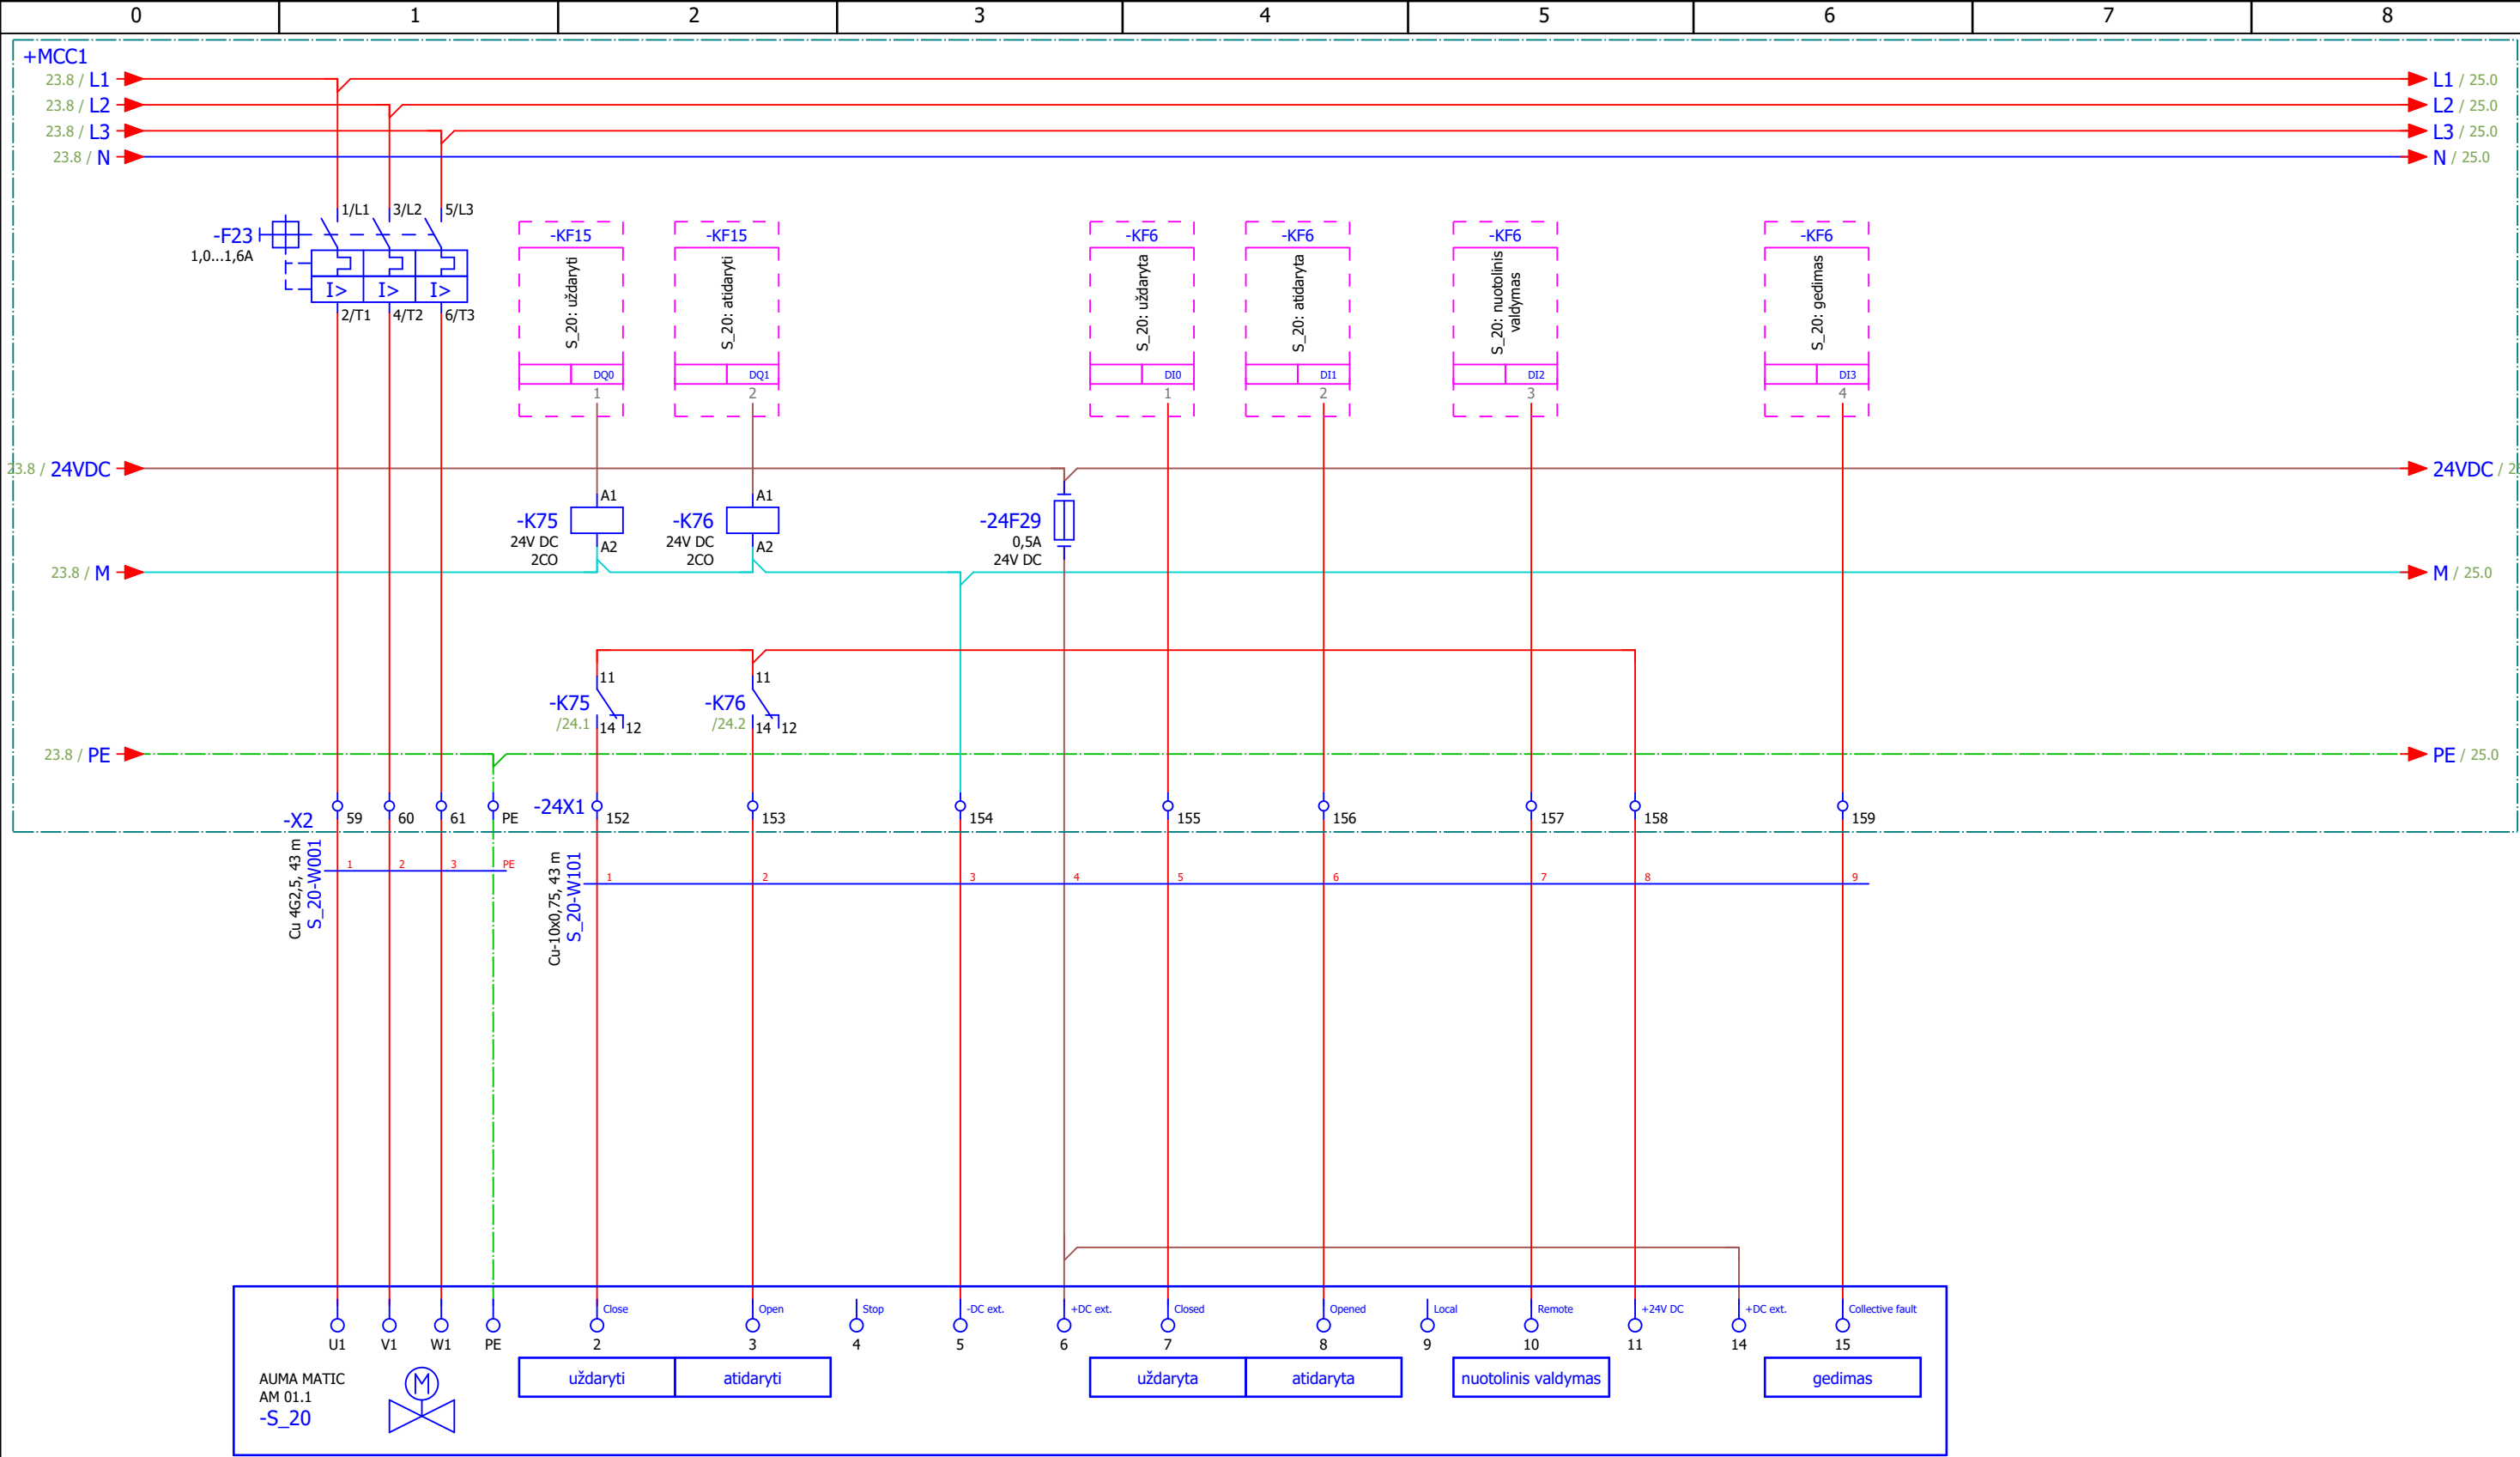 0 1 2 3 4 5 6 7 8
+MCC1
23.8 / L1 L1 / 25.0
23.8 / L2 L2 / 25.0
23.8 / L3 L3 / 25.0
23.8 / N N / 25.0
1/L1 3/L2 5/L3
-F23
1,0...1,6A
I> I> I>
2/T1 4/T2 6/T3
-KF15 -KF15 -KF6 -KF6 -KF6 -KF6
S_20: uždaryti
S_20: atidaryti
S_20: uždaryta
S_20: atidaryta
S_20: nuotolinis
valdymas
S_20: gedimas
DQ0 DQ1 DI0 DI1 DI2 DI3
1 2 1 2 3 4
23.8 / 24VDC 24VDC /
A1 A1
-K75 -K76 -24F29
24V DC 24V DC 0,5A
A2 A2
2CO 2CO 24V DC
23.8 / M M / 25.0
11 11
-K75 -K76
/24.1 14 12 /24.2 14 12
23.8 / PE PE / 25.0
-X2 59 60 61 PE -24X1 152 153 154 155 156 157 158 159
Cu 4G2,5, 43 m
S_20-W001
1 2 3 PE
Cu-10x0,75, 43 m
S_20-W101
1 2 3 4 5 6 7 8 9
Close Open Stop -DC ext. +DC ext. Closed Opened Local Remote +24V DC +DC ext. Collective fault
U1 V1 W1 PE 2 3 4 5 6 7 8 9 10 11 14 15
uždaryti atidaryti uždaryta atidaryta nuotolinis valdymas gedimas
AUMA MATIC
AM 01.1
-S_20
M